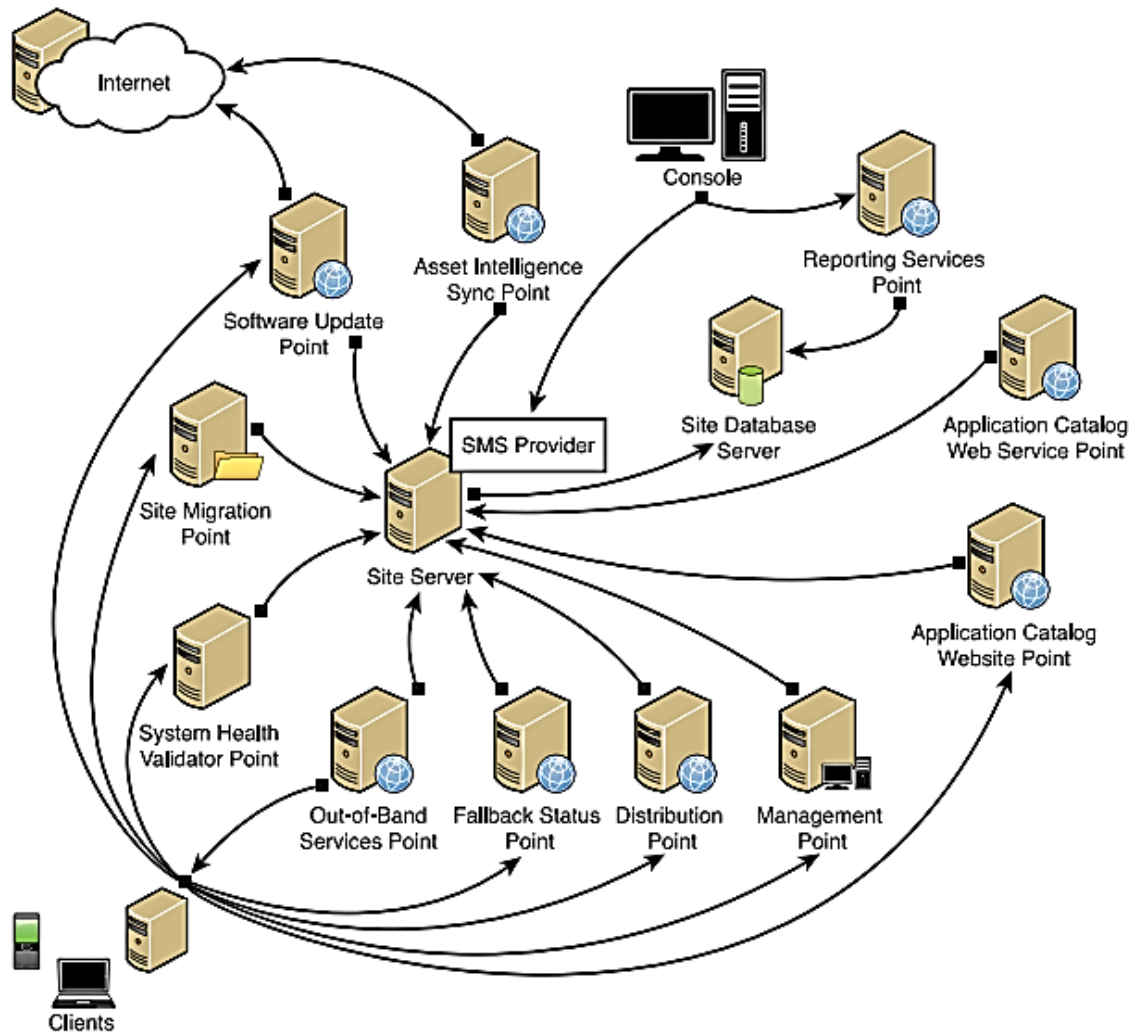 Internet
Console
Asset Intelligence
Sync Point
Reporting Services
Point
Software Update
Point
SMS Provider
Site Database
Server
Application Catalog
Web Service Point
Site Migration
Point
Site Server
Application Catalog
Website Point
System Health
Validator Point
Out-of-Band
Services Point
Fallback Status
Point
Distribution
Point
Management
Point
Clients